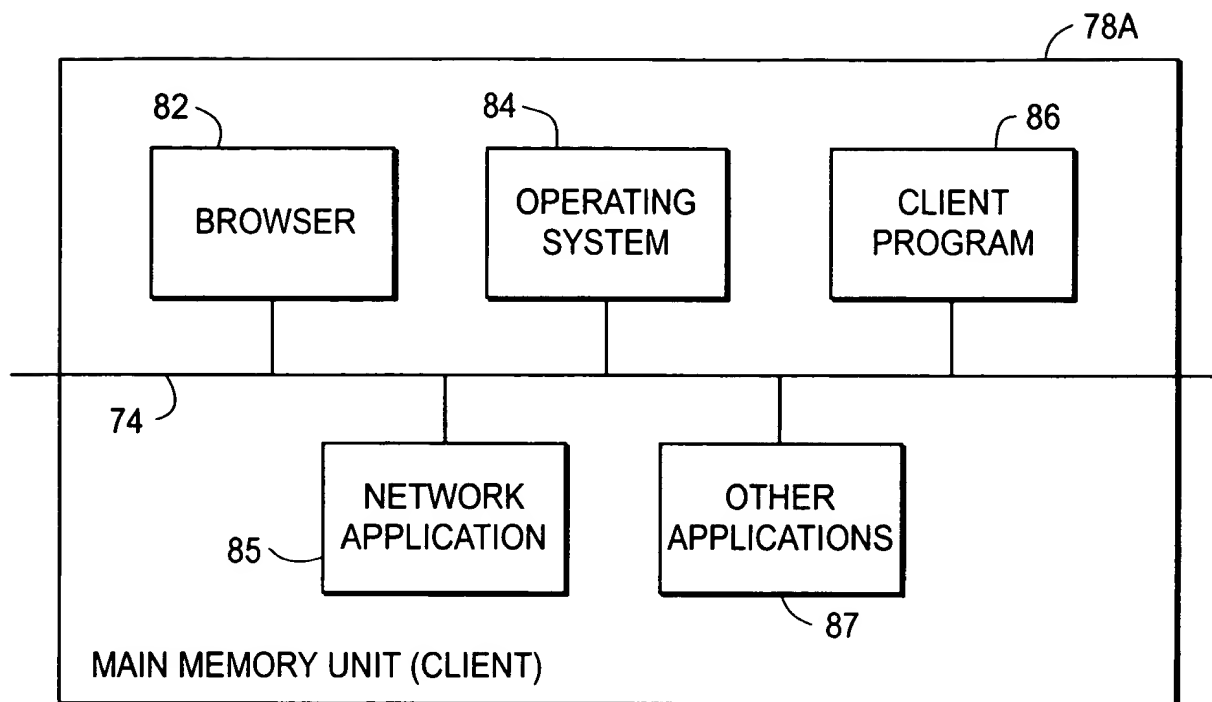 78A
82
84
86
BROWSER
OPERATING
SYSTEM
CLIENT
PROGRAM
74
NETWORK
APPLICATION
OTHER
APPLICATIONS
85
87
MAIN MEMORY UNIT (CLIENT)